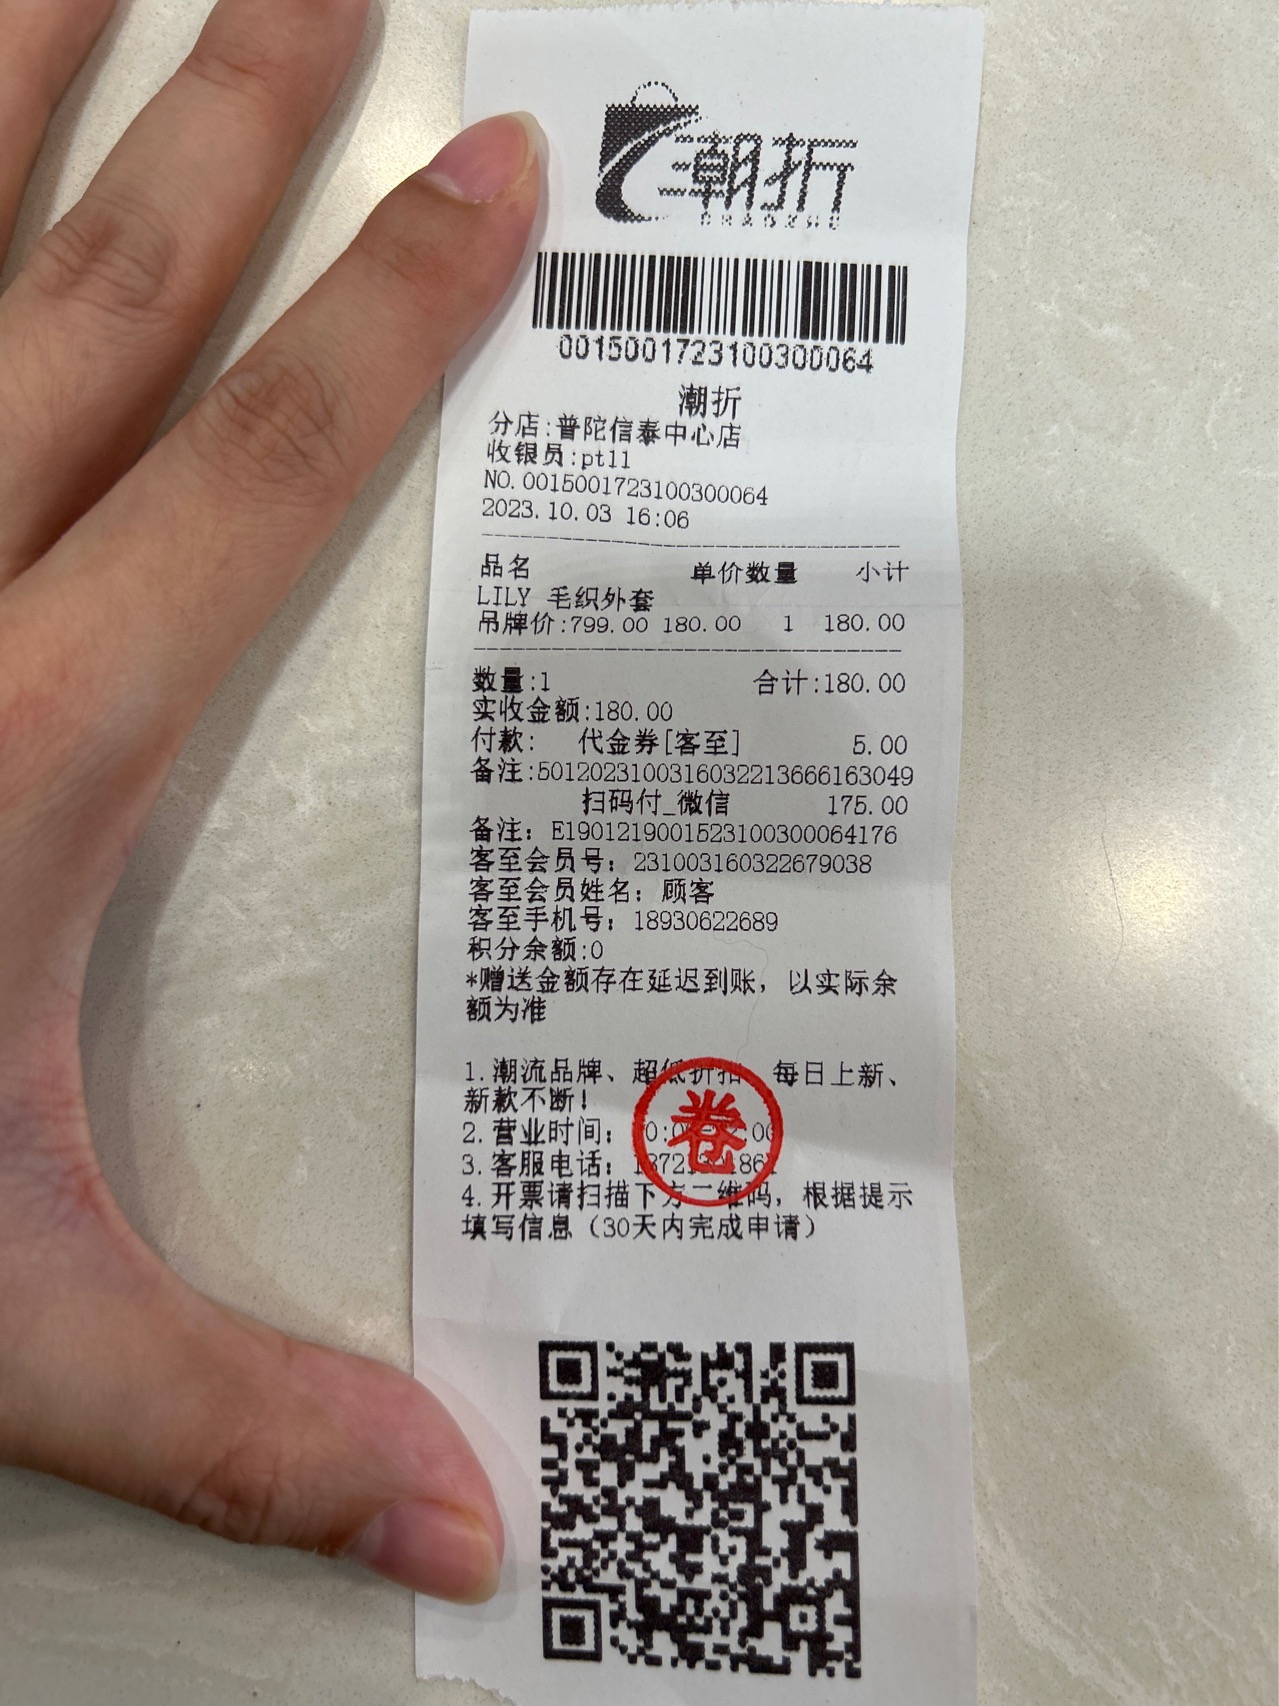 潮折
CHAOZHE
0015001723100300064
潮折
分店:普陀信泰中心店
收银员:pt11
NO.0015001723100300064
2023.10.03 16:06
品名 单价数量 小计
LILY 毛织外套
吊牌价:799.00 180.00 1 180.00
数量:1 合计:180.00
实收金额:180.00
付款: 代金券[客至] 5.00
备注:5012023100316032213666163049
扫码付_微信 175.00
备注: E1901219001523100300064176
客至会员号: 231003160322679038
客至会员姓名: 顾客
客至手机号: 18930622689
积分余额:0
*赠送金额存在延迟到账, 以实际余
额为准
1.潮流品牌、超低折扣 每日上新、
新款不断!
2.营业时间:
3.客服电话:
卷
4.开票请扫描下方二维码, 根据提示
填写信息 (30天内完成申请)